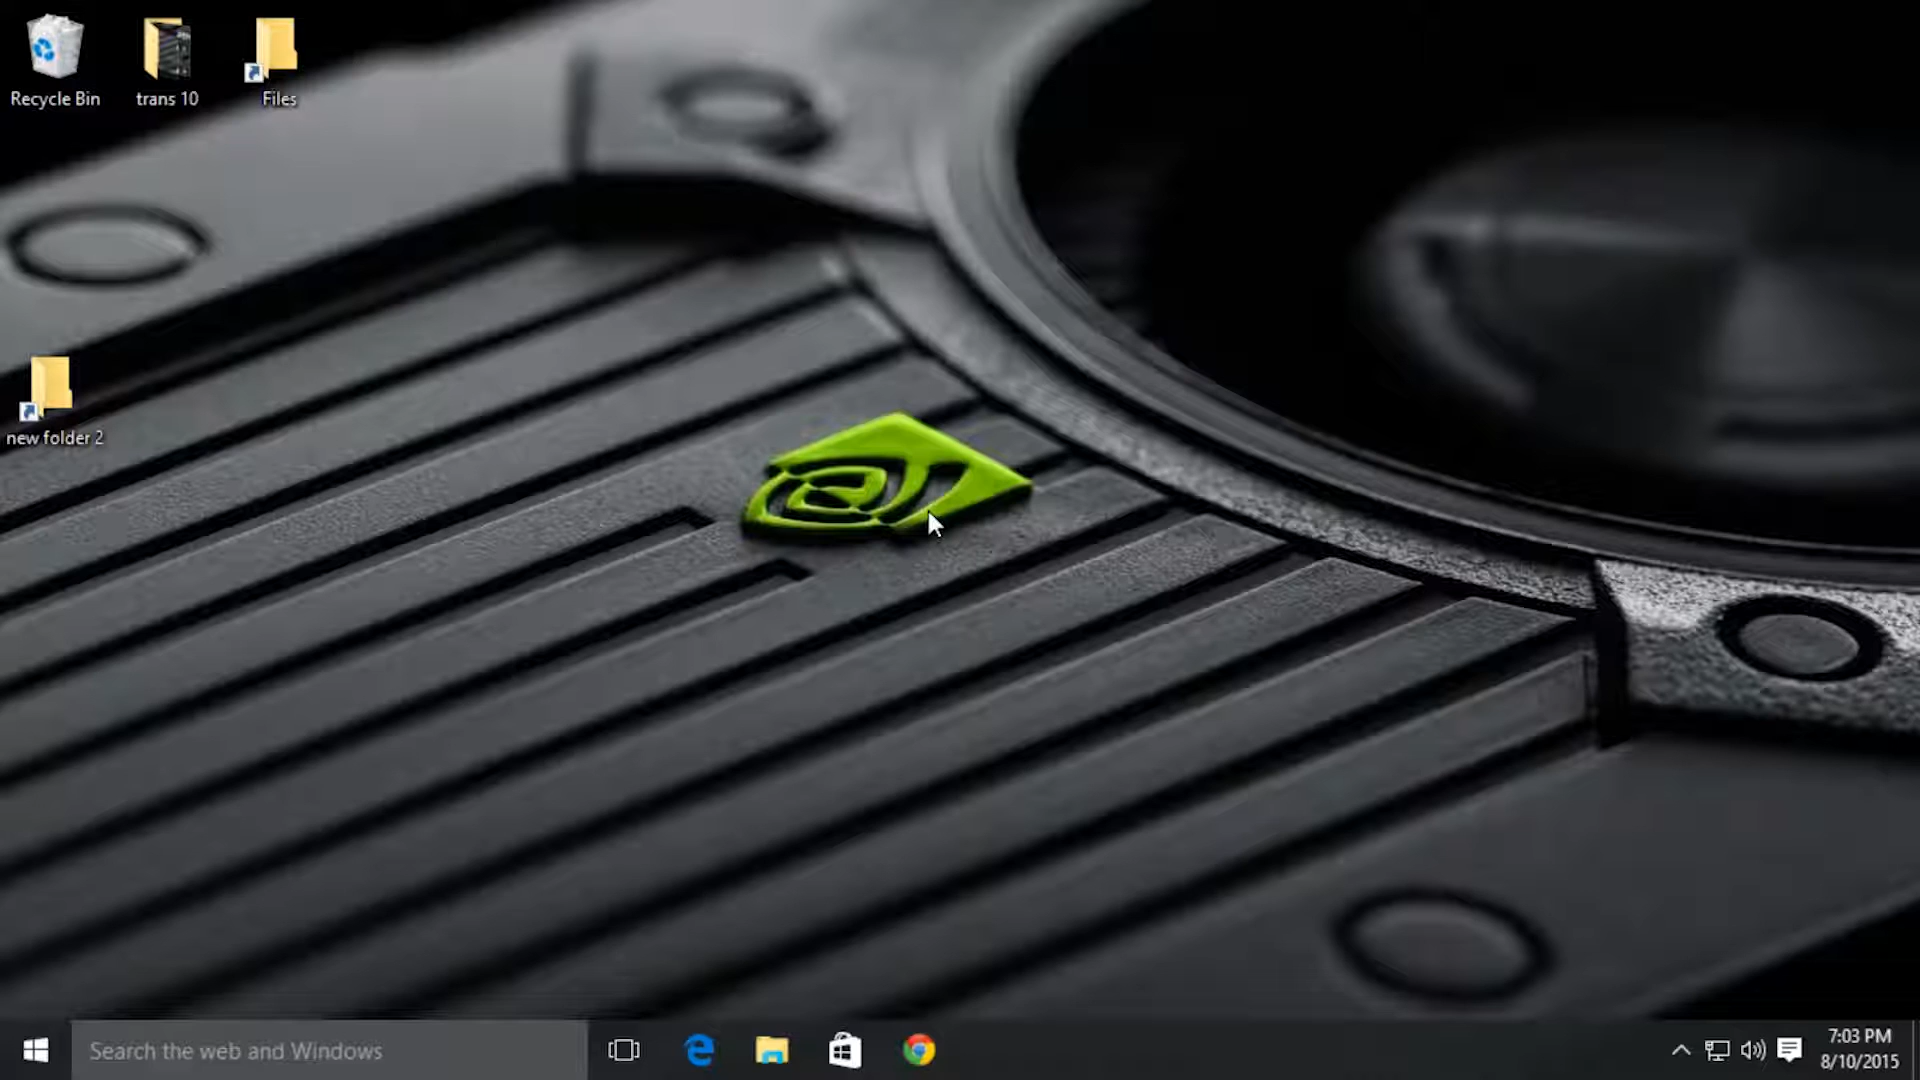 Recycle Bin
trans 10
Files
new folder 2
Search the web and Windows
7:03 PM
8/10/2015